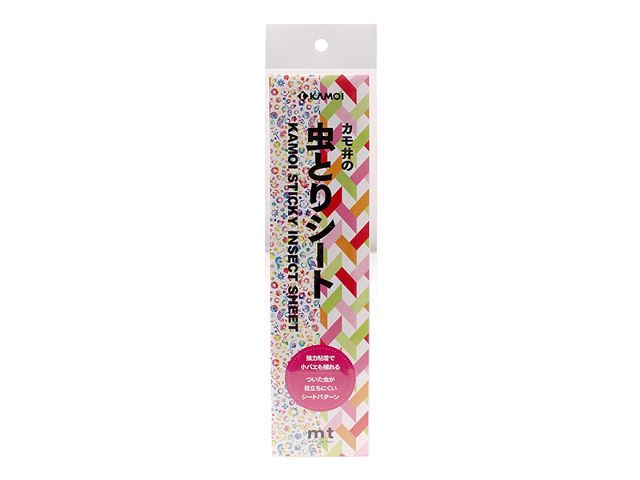 KAMOI
カモ井の
虫とりシート
KAMOI STICKY INSECT SHEET
強力粘着で
小バエも捕れる
ついた虫が
目立ちにくい
シートパターン
mt